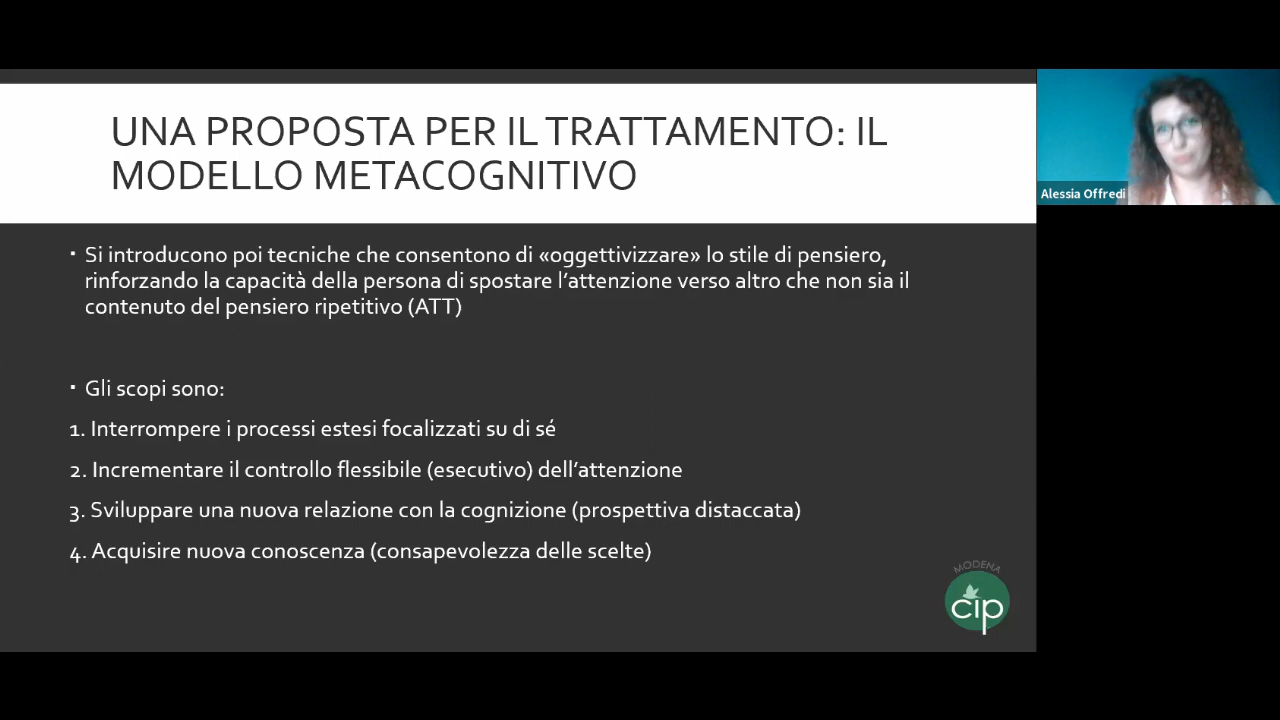 UNA PROPOSTA PER IL TRATTAMENTO: IL
MODELLO METACOGNITIVO
▪ Si introducono poi tecniche che consentono di «oggettivizzare» lo stile di pensiero,
rinforzando la capacità della persona di spostare l'attenzione verso altro che non sia il
contenuto del pensiero ripetitivo (ATT)
▪ Gli scopi sono:
1. Interrompere i processi estesi focalizzati su di sé
2. Incrementare il controllo flessibile (esecutivo) dell'attenzione
3. Sviluppare una nuova relazione con la cognizione (prospettiva distaccata)
4. Acquisire nuova conoscenza (consapevolezza delle scelte)
MODENA
cip
Alessia Offredi